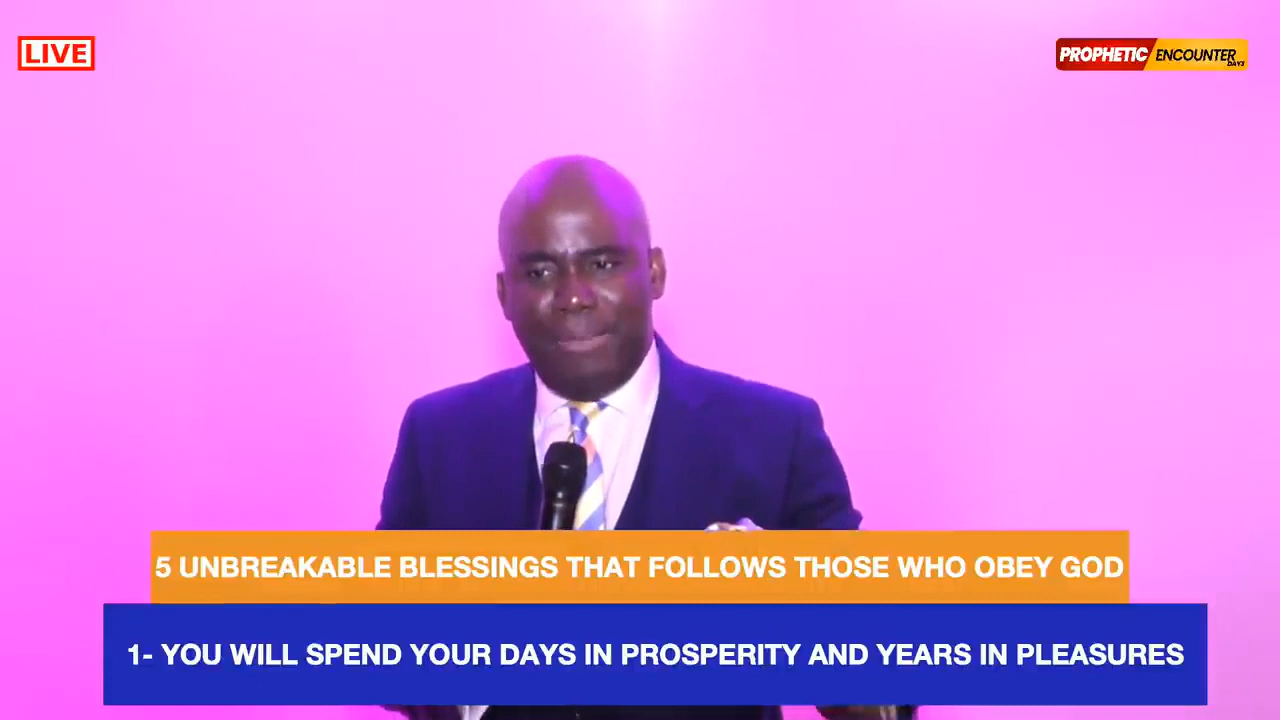 LIVE
PROPHETIC ENCOUNTER
DAYS
5 UNBREAKABLE BLESSINGS THAT FOLLOWS THOSE WHO OBEY GOD
1- YOU WILL SPEND YOUR DAYS IN PROSPERITY AND YEARS IN PLEASURES